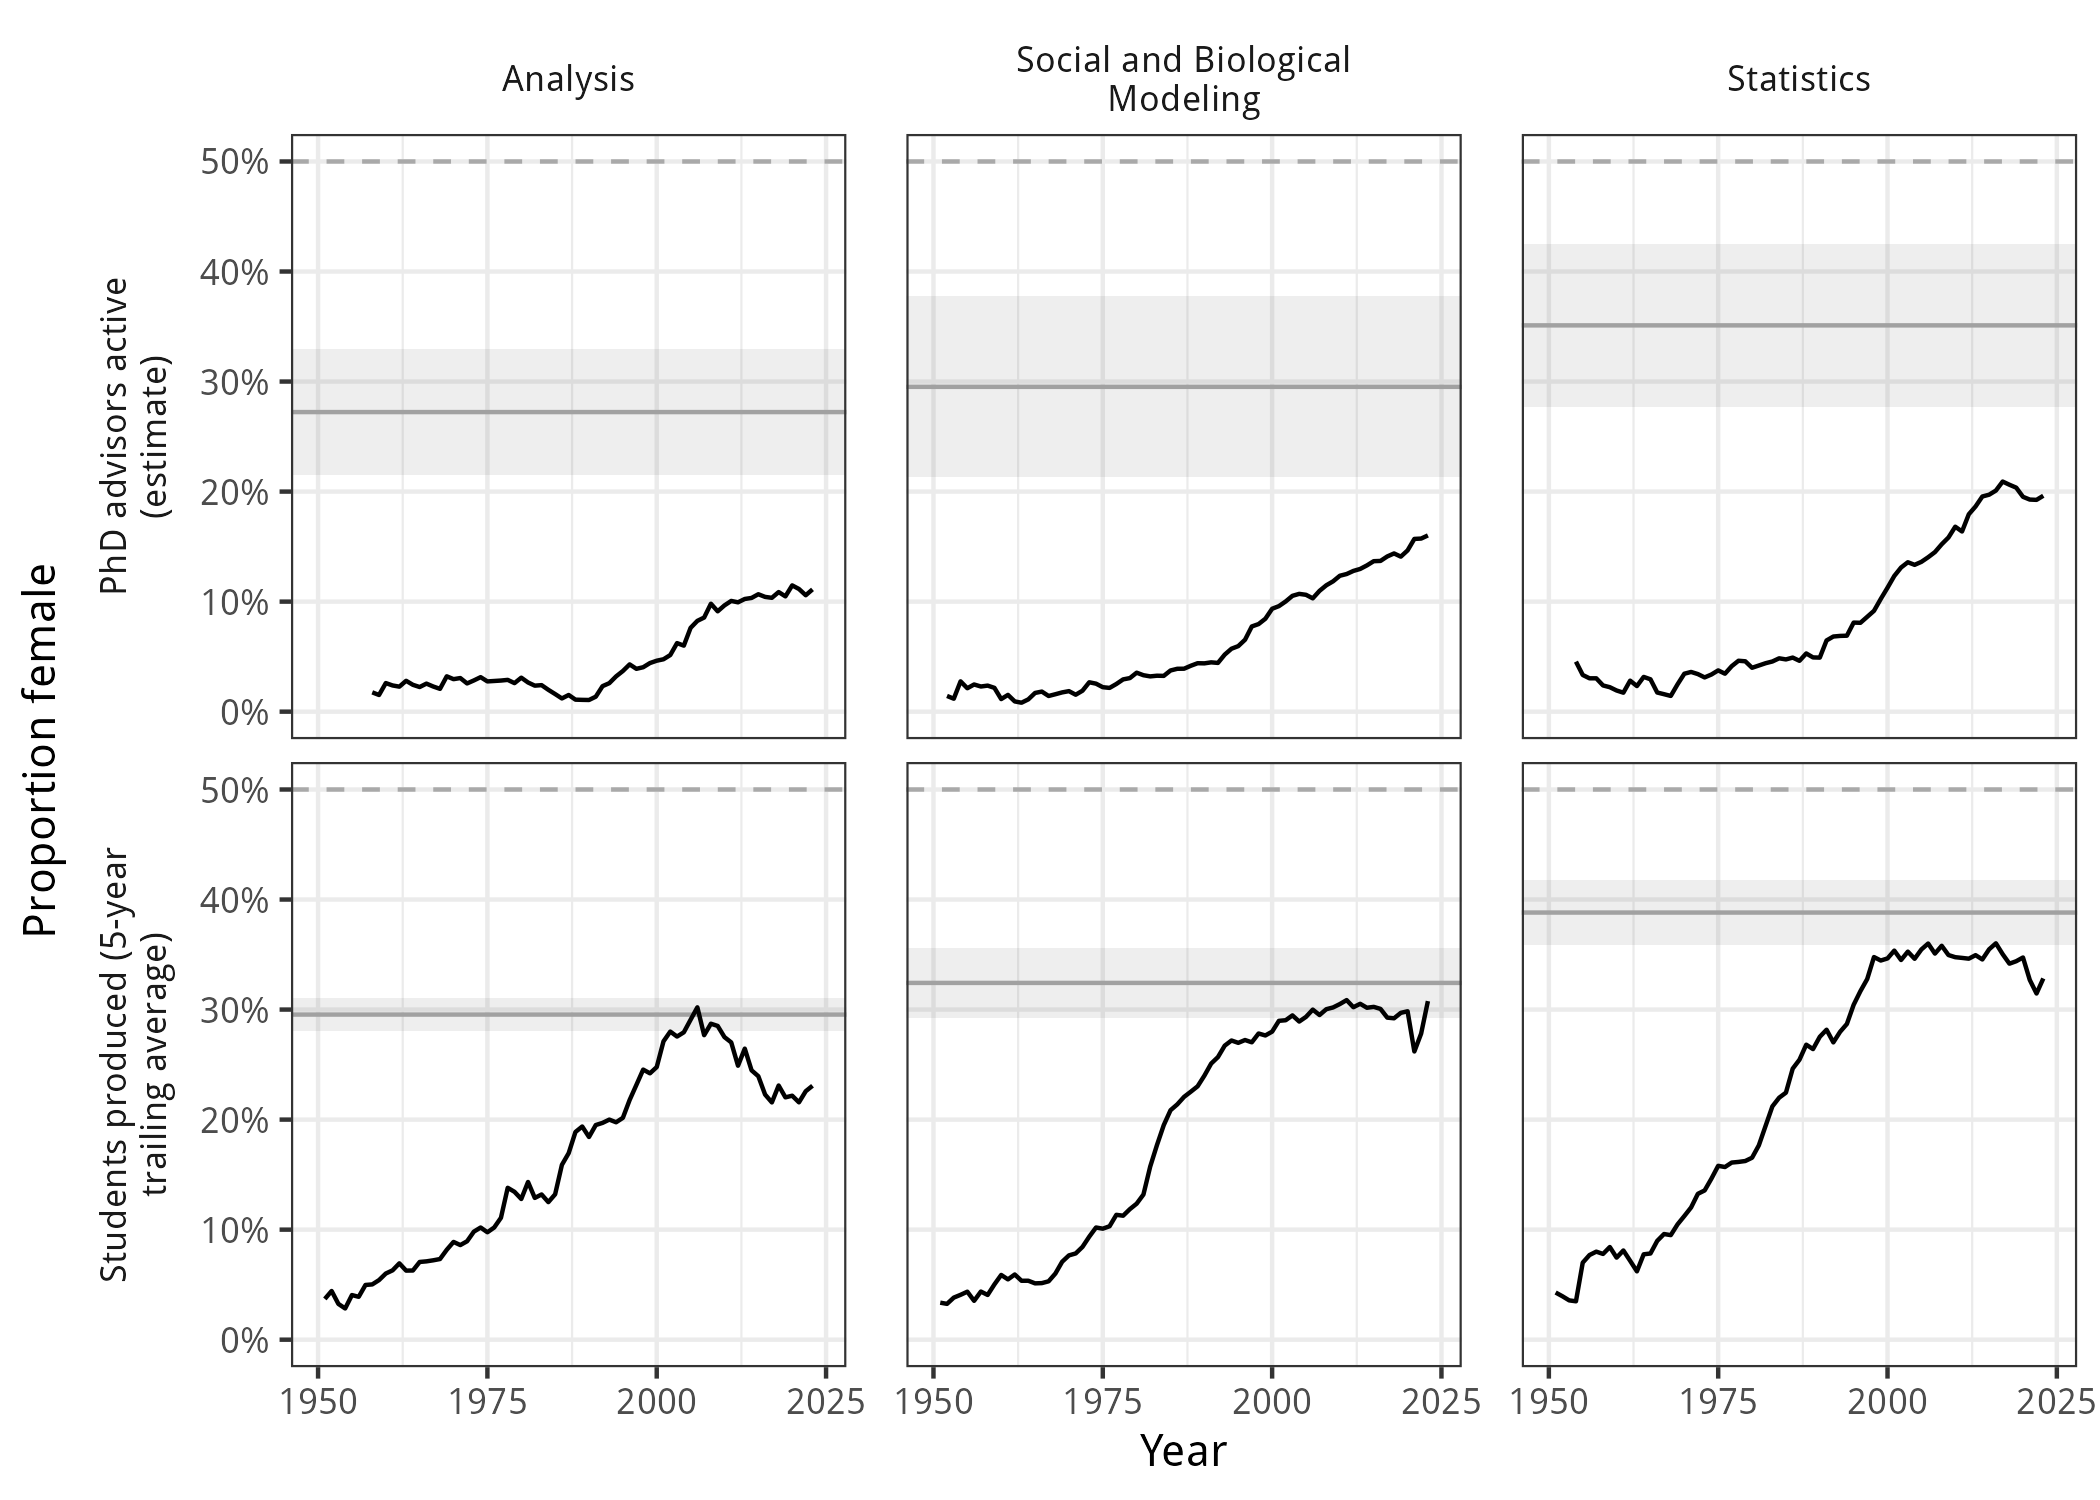 Analysis
Social and Biological
Modeling
Statistics
Proportion female
PhD advisors active
(estimate)
50%
40%
30%
20%
10%
0%
Students produced (5-year
trailing average)
50%
40%
30%
20%
10%
0%
1950 1975 2000 2025
1950 1975 2000 2025
1950 1975 2000 2025
Year